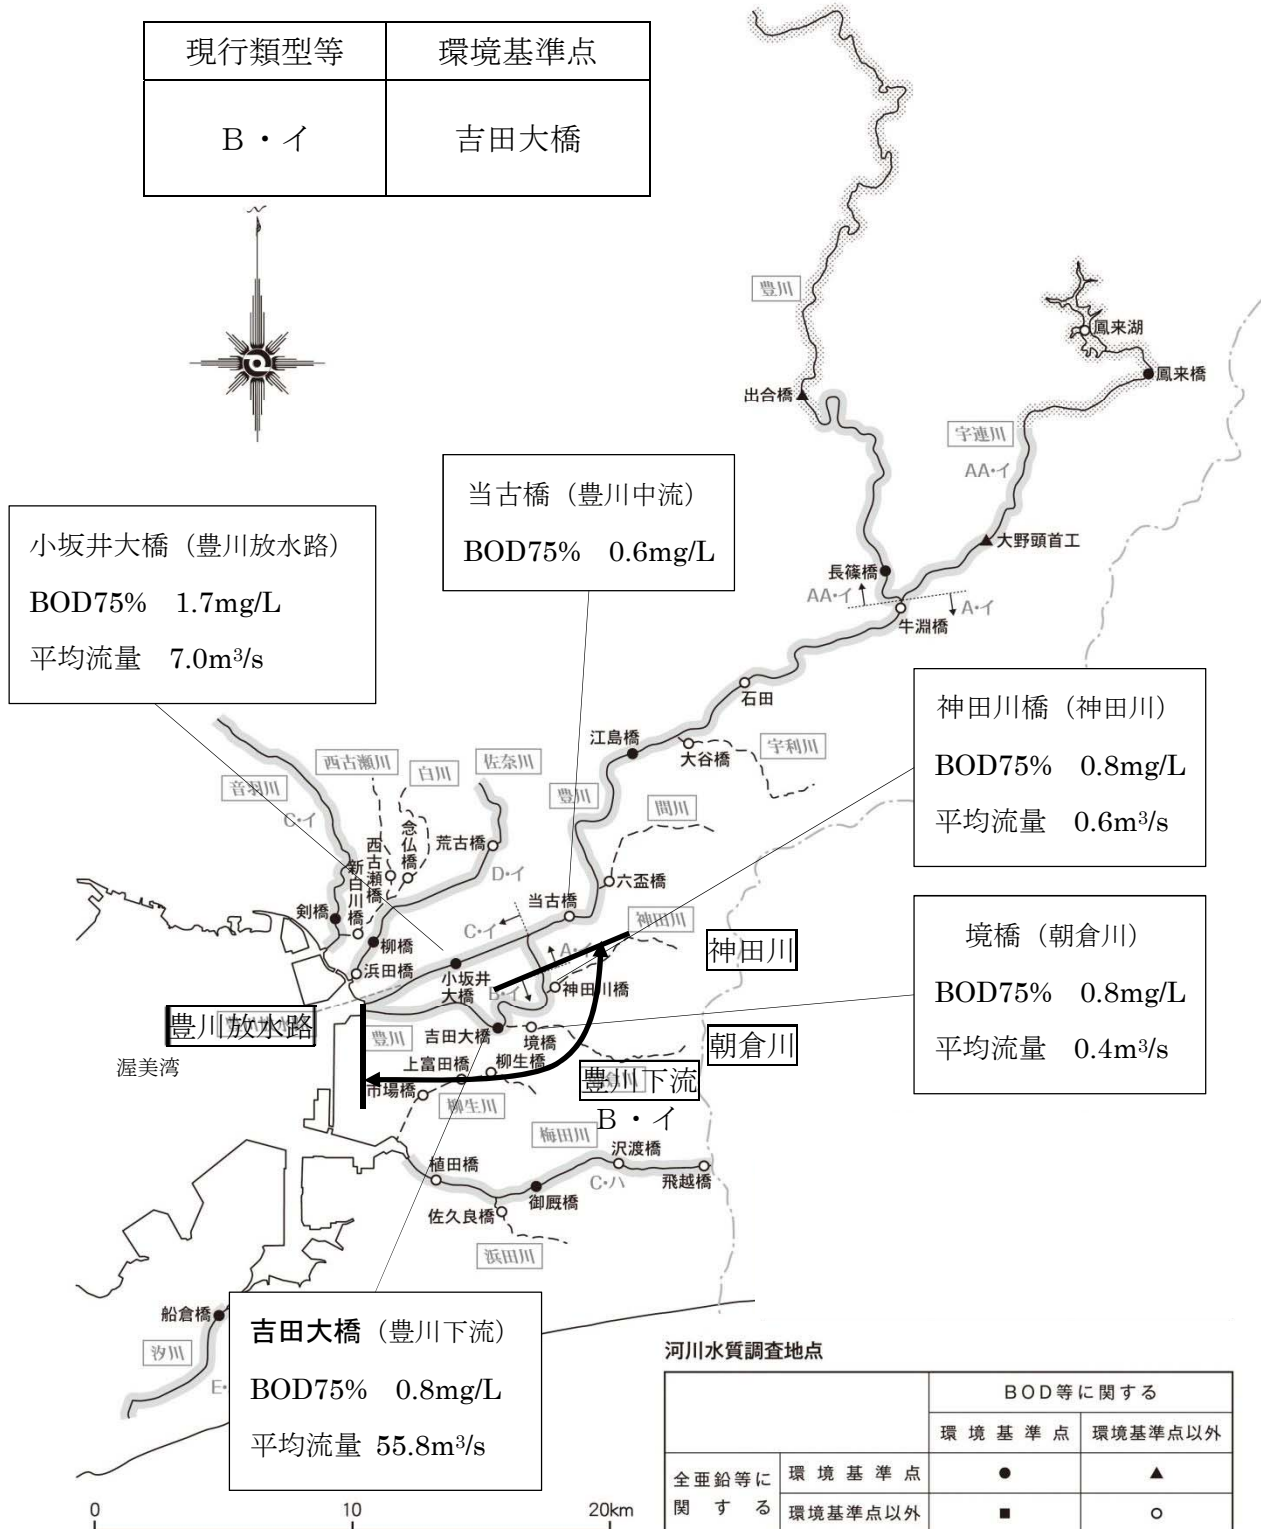 現行類型等
環境基準点
B・イ
吉田大橋
豊川
鳳来湖
鳳来橋
出合橋
宇連川
AA・イ
当古橋（豊川中流）
BOD75%　0.6mg/L
小坂井大橋（豊川放水路）
BOD75%　1.7mg/L
平均流量　7.0m³/s
大野頭首工
長篠橋
AA・イ
A・イ
牛淵橋
神田川橋（神田川）
BOD75%　0.8mg/L
平均流量　0.6m³/s
石田
江島橋
大谷橋
宇利川
西古瀬川
白川
佐奈川
音羽川
C・イ
豊川
間川
念仏橋
西古瀬橋
新白川橋
荒古橋
D・イ
六盃橋
当古橋
剣橋
C・イ
神田川
境橋（朝倉川）
BOD75%　0.8mg/L
平均流量　0.4m³/s
柳橋
浜田橋
小坂井
大橋
A・イ
B・イ
神田川橋
神田川
豊川放水路
豊川
吉田大橋
境橋
朝倉川
渥美湾
上富田橋
柳生橋
市場橋
豊川下流
B・イ
柳生川
梅田川
沢渡橋
植田橋
C・ハ
飛越橋
御厩橋
佐久良橋
浜田川
船倉橋
汐川
E・
吉田大橋（豊川下流）
BOD75%　0.8mg/L
平均流量 55.8m³/s
河川水質調査地点
BOD等に関する
環境基準点
環境基準点以外
全亜鉛等に
関する
環境基準点
●
▲
環境基準点以外
■
○
0
10
20km